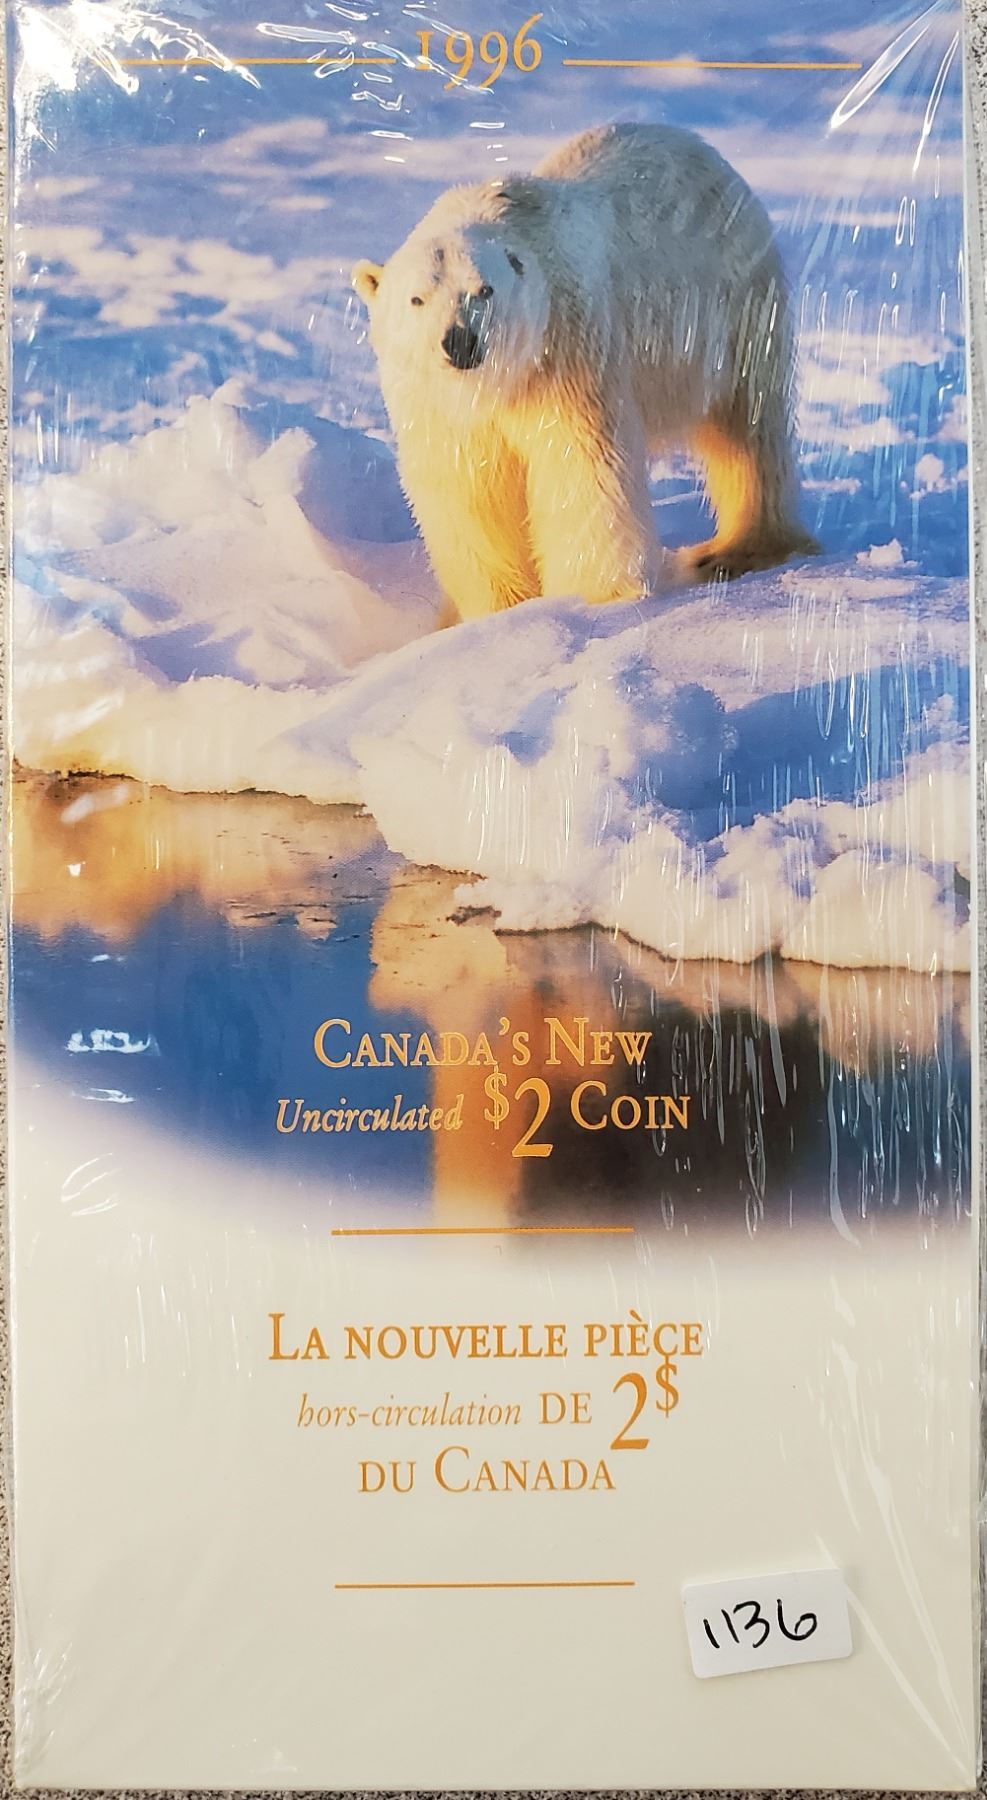 1996
CANADA'S NEW
Uncirculated $2 COIN
LA NOUVELLE PIÈCE
hors-circulation DE 2$
DU CANADA
1136